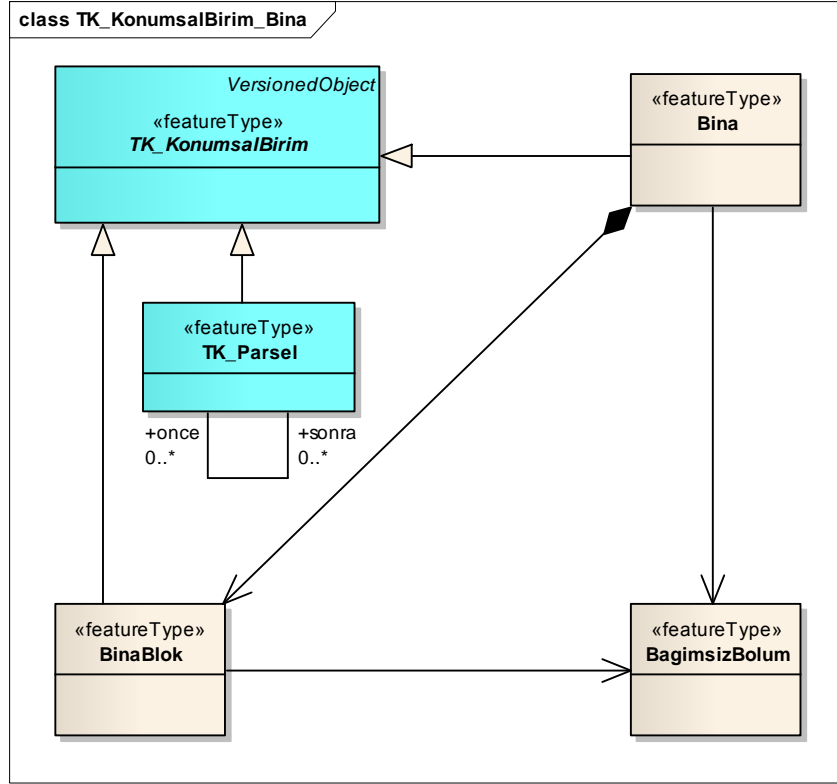 class TK_KonumsalBirim_Bina
VersionedObject
«featureType»
TK_KonumsalBirim
«featureType»
Bina
«featureType»
TK_Parsel
+once
+sonra
0..*
0..*
«featureType»
BinaBlok
«featureType»
BagimsizBolum